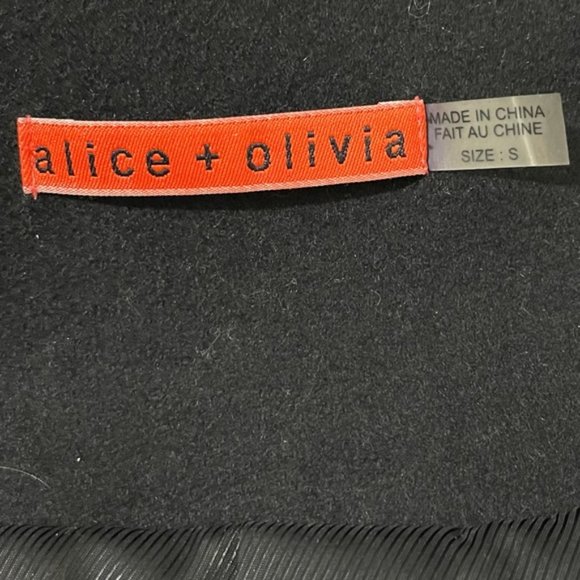 alice + olivia
MADE IN CHINA
FAIT AU CHINE
SIZE : S